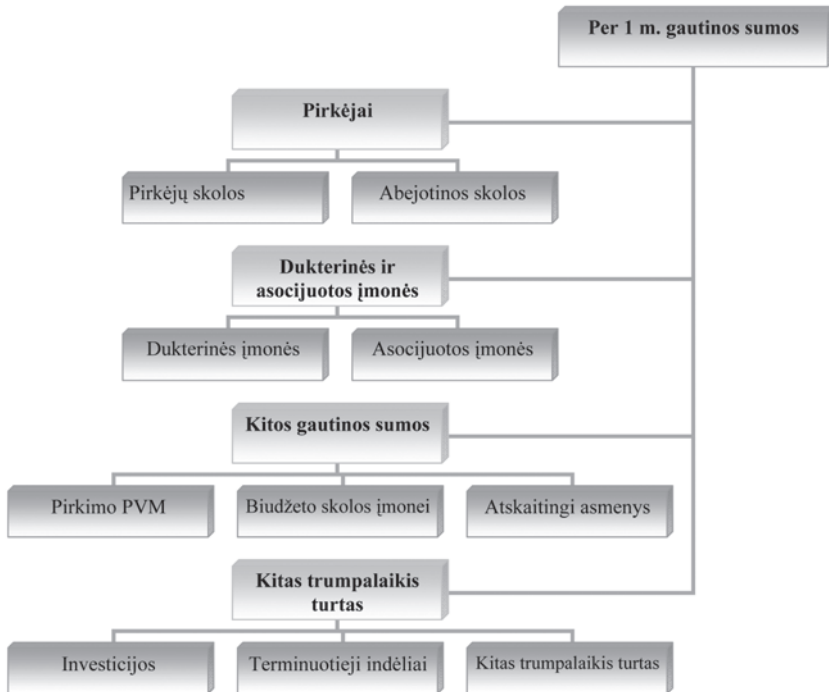 Per 1 m. gautinos sumos
Pirkėjai
Pirkėjų skolos
Abejotinos skolos
Dukterinės ir
asocijuotos įmonės
Dukterinės įmonės
Asocijuotos įmonės
Kitos gautinos sumos
Pirkimo PVM
Biudžeto skolos įmonei
Atskaitingi asmenys
Kitas trumpalaikis
turtas
Investicijos
Terminuotieji indėliai
Kitas trumpalaikis turtas